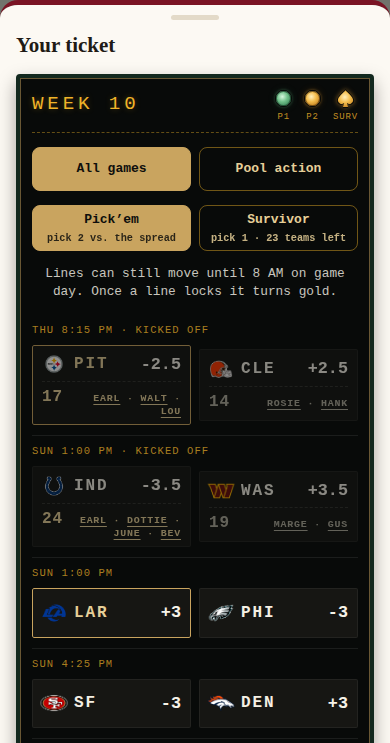 Your ticket
WEEK 10
P1 P2 SURV
All games Pool action
Pick’em Survivor
pick 2 vs. the spread pick 1 · 23 teams left
Lines can still move until 8 AM on game
day. Once a line locks it turns gold.
THU 8:15 PM · KICKED OFF
PIT -2.5 CLE +2.5
17 EARL · WALT · 14 ROSIE · HANK
LOU
SUN 1:00 PM · KICKED OFF
IND -3.5 WAS +3.5
24 EARL · DOTTIE · 19 MARGE · GUS
JUNE · BEV
SUN 1:00 PM
LAR +3 PHI -3
SUN 4:25 PM
SF -3 DEN +3